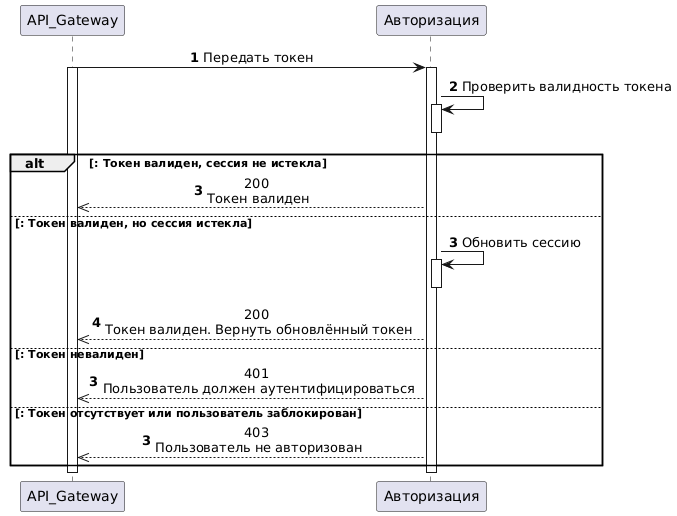 API_Gateway
Авторизация
1 Передать токен
2 Проверить валидность токена
alt
[: Токен валиден, сессия не истекла]
200
3 Токен валиден
[: Токен валиден, но сессия истекла]
3 Обновить сессию
200
4 Токен валиден. Вернуть обновлённый токен
[: Токен невалиден]
401
3 Пользователь должен аутентифицироваться
[: Токен отсутствует или пользователь заблокирован]
403
3 Пользователь не авторизован
API_Gateway
Авторизация